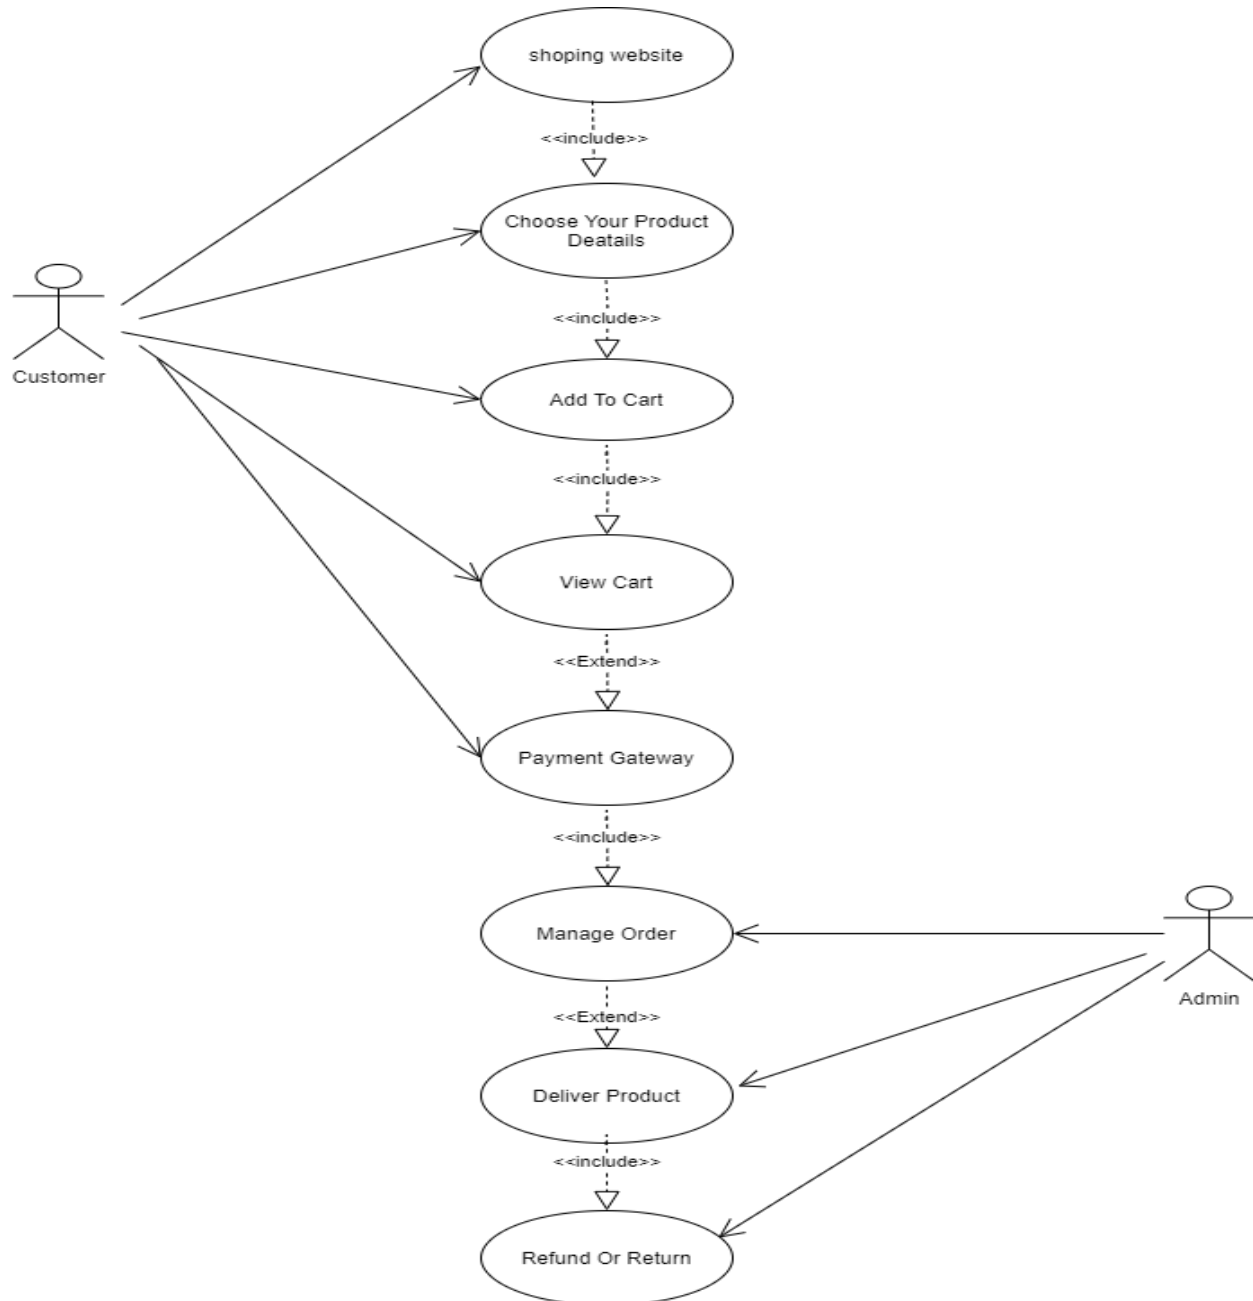 shoping website
<<include>>
Choose Your Product
Deatails
<<include>>
Customer
Add To Cart
<<include>>
View Cart
<<Extend>>
Payment Gateway
<<include>>
Manage Order
Admin
<<Extend>>
Deliver Product
<<include>>
Refund Or Return